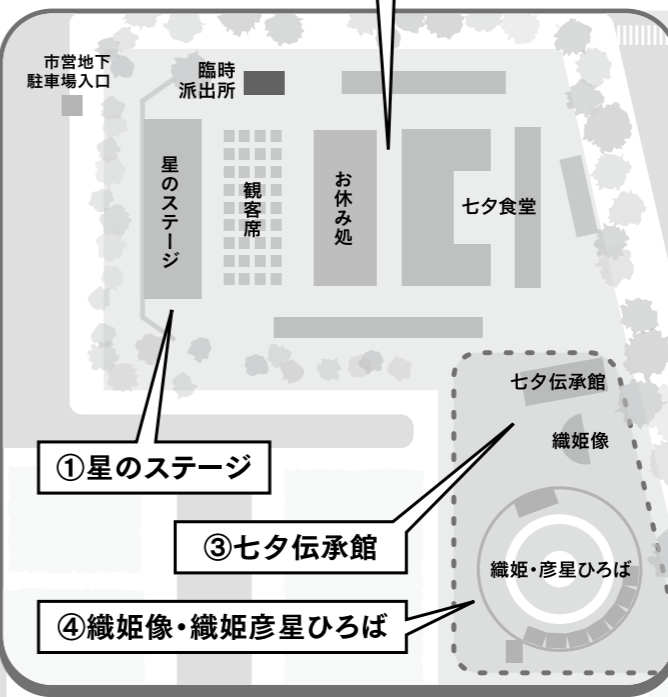 市営地下
駐車場入口
臨時
派出所
星のステージ
観客席
お休み処
七夕食堂
七夕伝承館
織姫像
①星のステージ
③七夕伝承館
織姫・彦星ひろば
④織姫像・織姫彦星ひろば